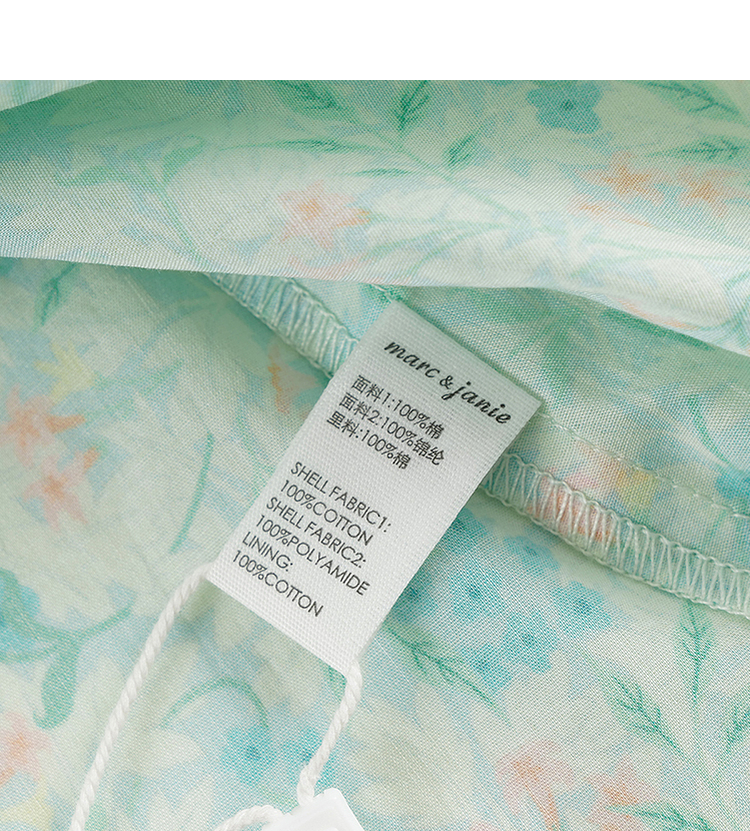 marc & janie
面料1:100%棉
面料2:100%锦纶
里料:100%棉
SHELL FABRIC1:
100%COTTON
SHELL FABRIC2:
100%POLYAMIDE
LINING:
100%COTTON